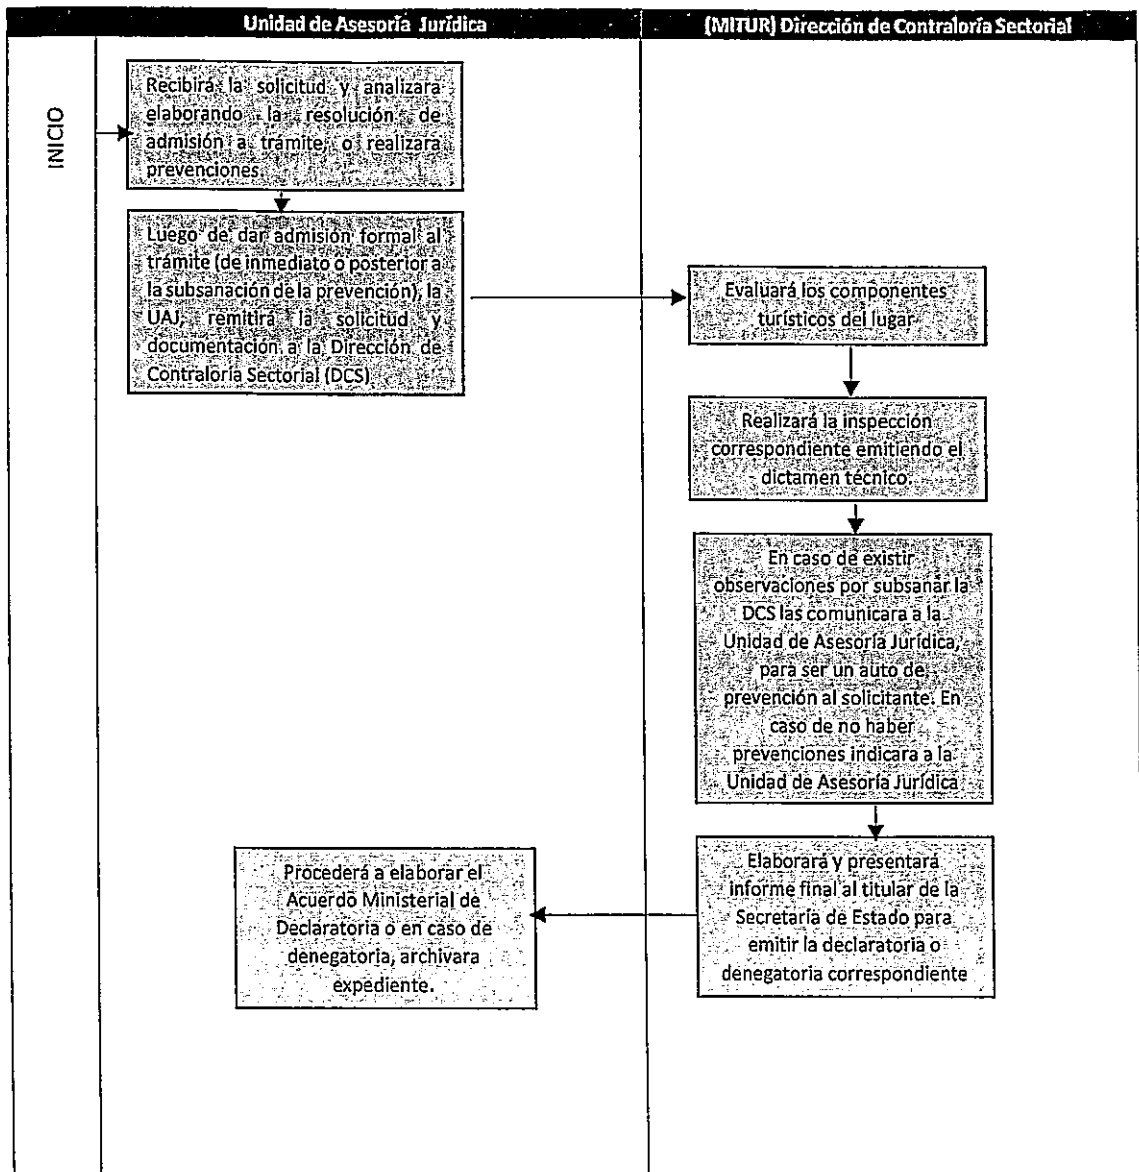 Unidad de Asesoría Jurídica
(MITUR) Dirección de Contraloría Sectorial
INICIO
Recibirá la solicitud y analizara
elaborando la resolución de
admisión a trámite, o realizara
prevenciones.
Luego de dar admisión formal al
trámite (de inmediato o posterior a
la subsanación de la prevención), la
UAJ, remitirá la solicitud y
documentación a la Dirección de
Contraloría Sectorial (DCS)
Evaluará los componentes
turísticos del lugar
Realizará la inspección
correspondiente emitiendo el
dictamen técnico.
En caso de existir
observaciones por subsanar la
DCS las comunicara a la
Unidad de Asesoría Jurídica,
para ser un auto de
prevención al solicitante. En
caso de no haber
prevenciones indicara a la
Unidad de Asesoría Jurídica
Elaborará y presentará
informe final al titular de la
Secretaría de Estado para
emitir la declaratoria o
denegatoria correspondiente
Procederá a elaborar el
Acuerdo Ministerial de
Declaratoria o en caso de
denegatoria, archivara
expediente.